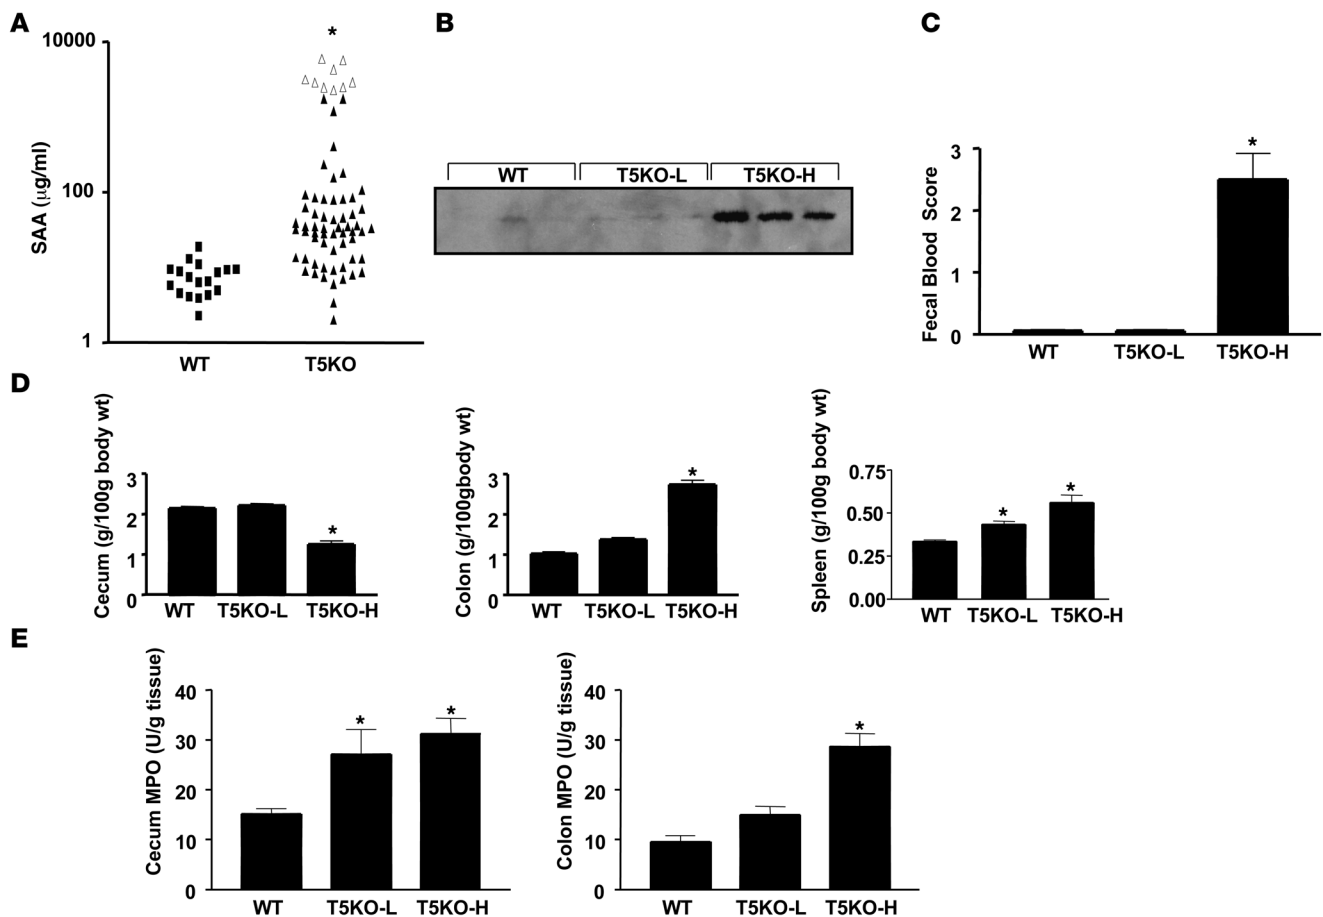 A
B
C
*
10000
100
1
SAA (µg/ml)
WT
T5KO
WT
T5KO-L
T5KO-H
*
3
2
1
0
Fecal Blood Score
WT
T5KO-L
T5KO-H
D
Cecum (g/100g body wt)
3
2
1
0
*
WT
T5KO-L
T5KO-H
Colon (g/100gbody wt)
3
2
1
0
*
WT
T5KO-L
T5KO-H
Spleen (g/100g body wt)
0.75
0.50
0.25
0.00
*
*
WT
T5KO-L
T5KO-H
E
Cecum MPO (U/g tissue)
40
30
20
10
0
*
*
WT
T5KO-L
T5KO-H
Colon MPO (U/g tissue)
40
30
20
10
0
*
WT
T5KO-L
T5KO-H